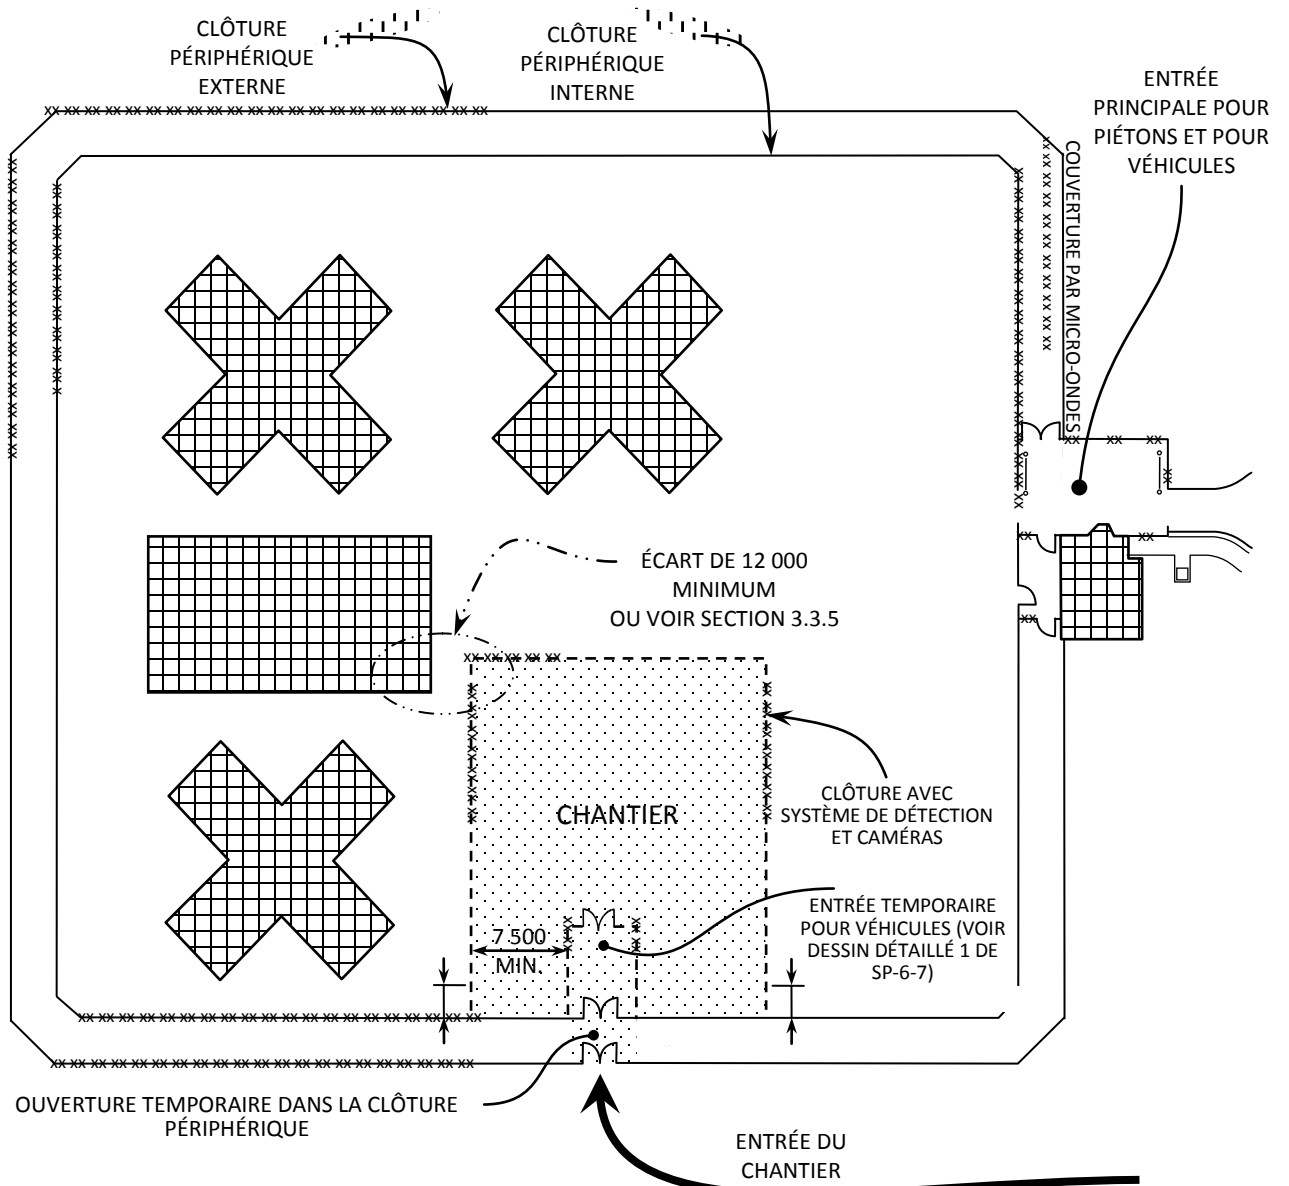 CLÔTURE
PÉRIPHÉRIQUE
EXTERNE
CLÔTURE
PÉRIPHÉRIQUE
INTERNE
ENTRÉE
PRINCIPALE POUR
PIÉTONS ET POUR
VÉHICULES
COUVERTURE PAR MICRO-ONDES
ÉCART DE 12 000
MINIMUM
OU VOIR SECTION 3.3.5
CHANTIER
CLÔTURE AVEC
SYSTÈME DE DÉTECTION
ET CAMÉRAS
ENTRÉE TEMPORAIRE
POUR VÉHICULES (VOIR
DESSIN DÉTAILLÉ 1 DE
SP-6-7)
7 500
MIN.
OUVERTURE TEMPORAIRE DANS LA CLÔTURE
PÉRIPHÉRIQUE
ENTRÉE DU
CHANTIER